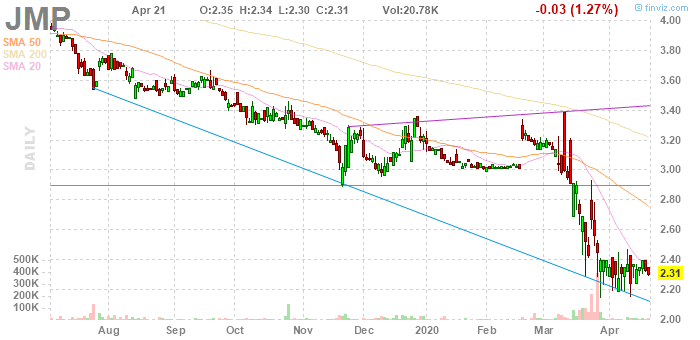 JMP
Apr 21 O:2.35 H:2.34 L:2.30 C:2.31 Vol:20.78K -0.03 (1.27%)
© finviz.com
SMA 50
SMA 200
SMA 20
DAILY
4.00
3.80
3.60
3.40
3.20
3.00
2.80
2.60
2.40
2.31
2.20
2.00
500K
400K
300K
200K
100K
Aug Sep Oct Nov Dec 2020 Feb Mar Apr